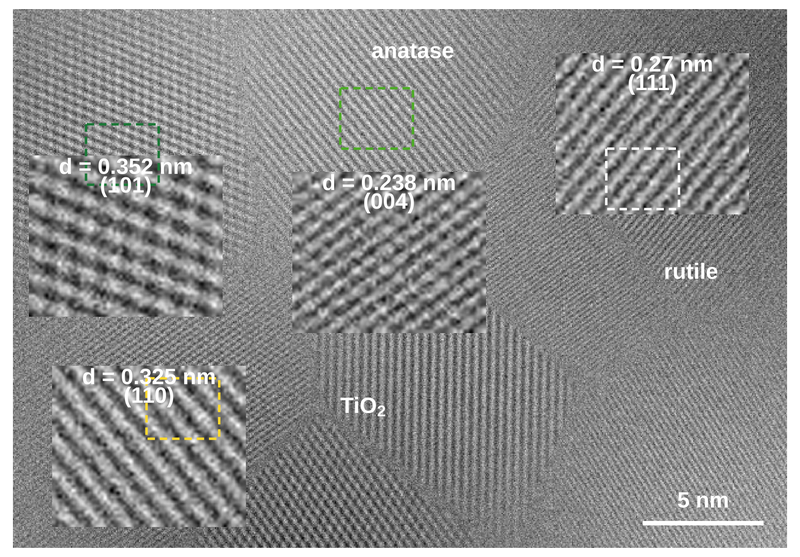 anatase
d = 0.27 nm
(111)
d = 0.352 nm
(101)
d = 0.238 nm
(004)
rutile
d = 0.325 nm
(110)
TiO₂
5 nm